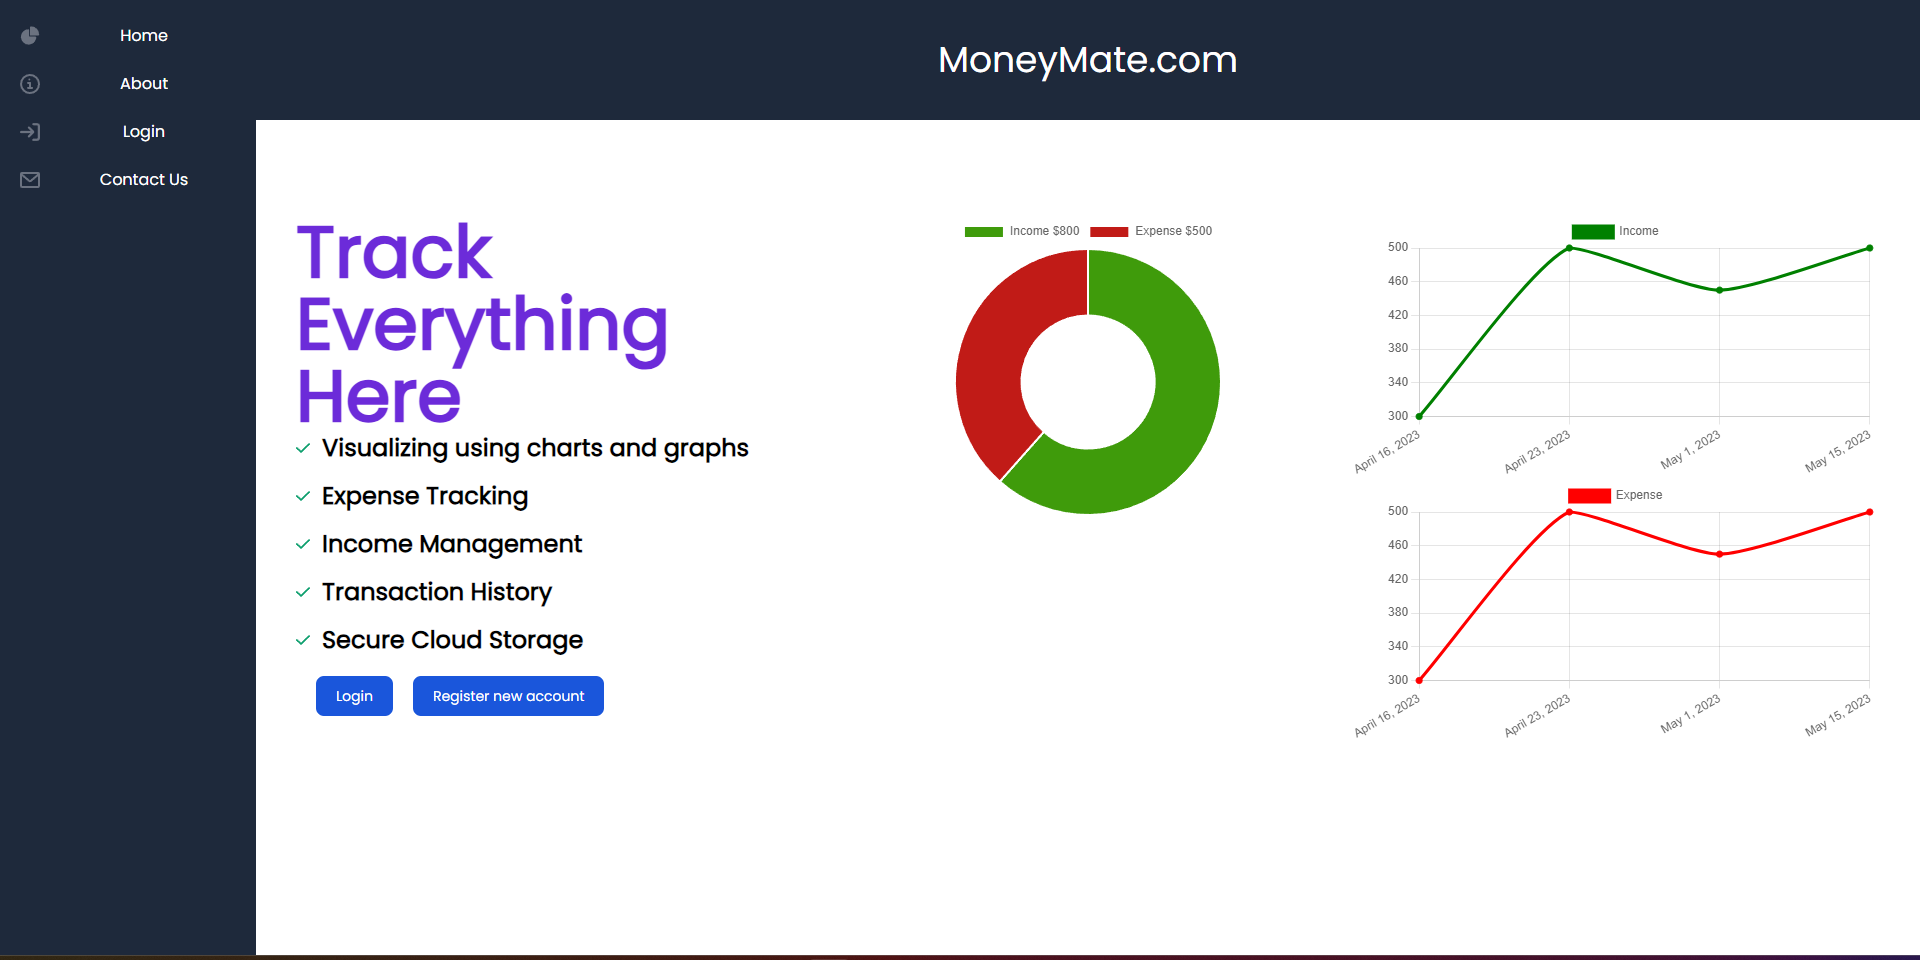 Home
About
Login
Contact Us
MoneyMate.com
Track
Everything
Here
Visualizing using charts and graphs
Expense Tracking
Income Management
Transaction History
Secure Cloud Storage
Login
Register new account
Income $800
Expense $500
Income
500
460
420
380
340
300
April 16, 2023
April 23, 2023
May 1, 2023
May 15, 2023
Expense
500
460
420
380
340
300
April 16, 2023
April 23, 2023
May 1, 2023
May 15, 2023